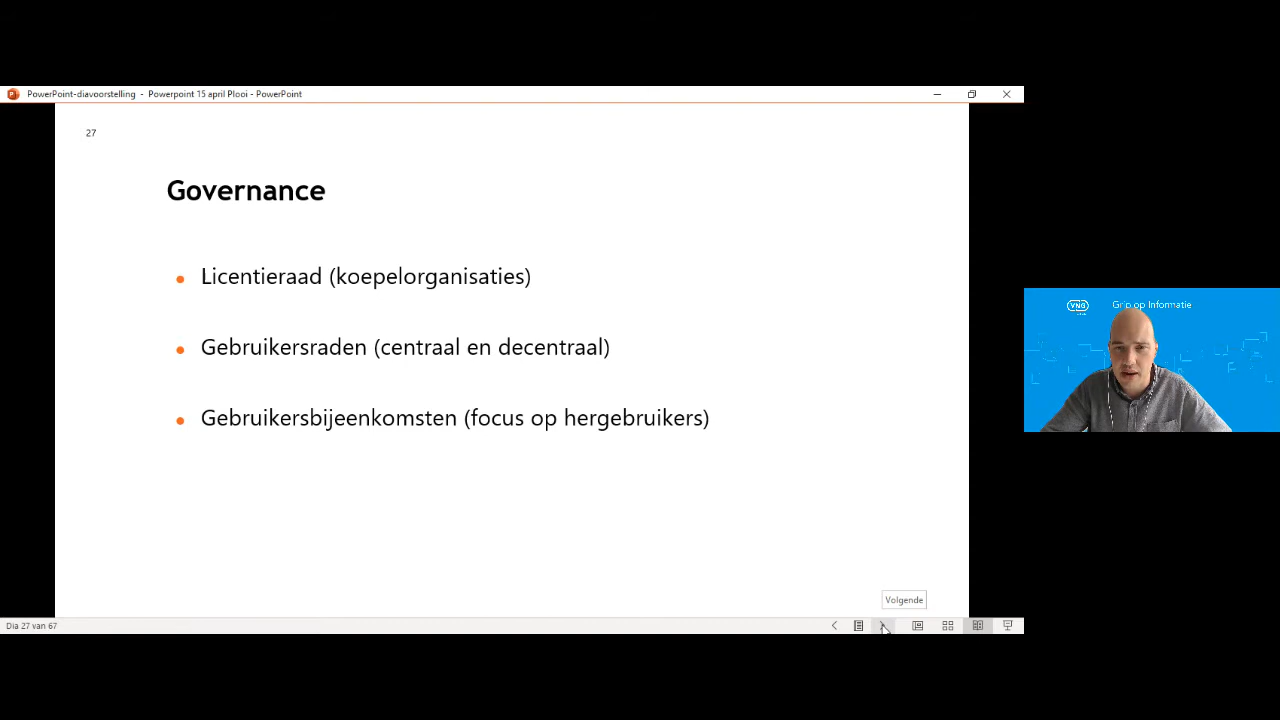 PowerPoint-diavoorstelling - Powerpoint 15 april Plooi - PowerPoint
27
Governance
Licentieraad (koepelorganisaties)
Gebruikersraden (centraal en decentraal)
Gebruikersbijeenkomsten (focus op hergebruikers)
VNG
Grip op Informatie
Volgende
Dia 27 van 67